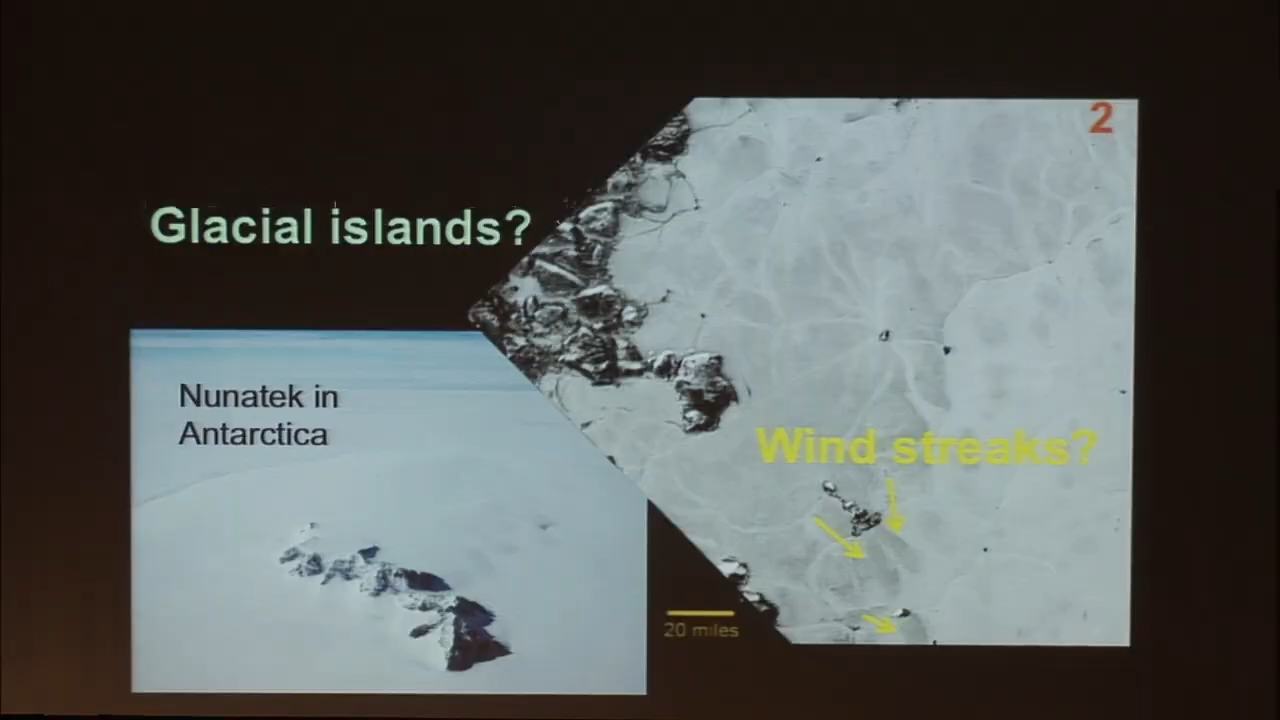 2
Glacial islands?
Nunatek in
Antarctica
Wind streaks?
20 miles